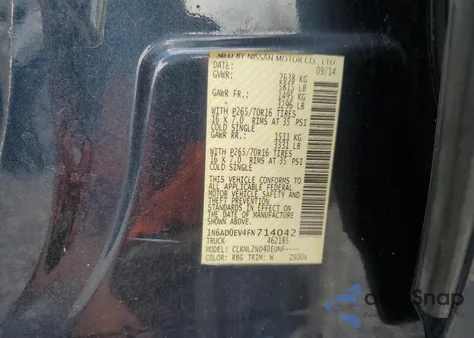 MFD BY NISSAN MOTOR CO., LTD
DATE: 09/14
GVWR: 2638 KG
5815 LB
GAWR FR: 1495 KG
3296 LB
WITH P265/70R16 TIRES
16 X 7.0 RIMS AT 35 PSI
COLD SINGLE
GAWR RR: 1511 KG
3331 LB
WITH P265/70R16 TIRES
16 X 7.0 RIMS AT 35 PSI
COLD SINGLE
THIS VEHICLE CONFORMS TO
ALL APPLICABLE FEDERAL
MOTOR VEHICLE SAFETY
STANDARDS IN EFFECT ON THE
DATE OF MANUFACTURE SHOWN ABOVE
1N6AD0EV4FN714042
TRUCK 462185
MODEL:
COLOR: RBG TRIM: W